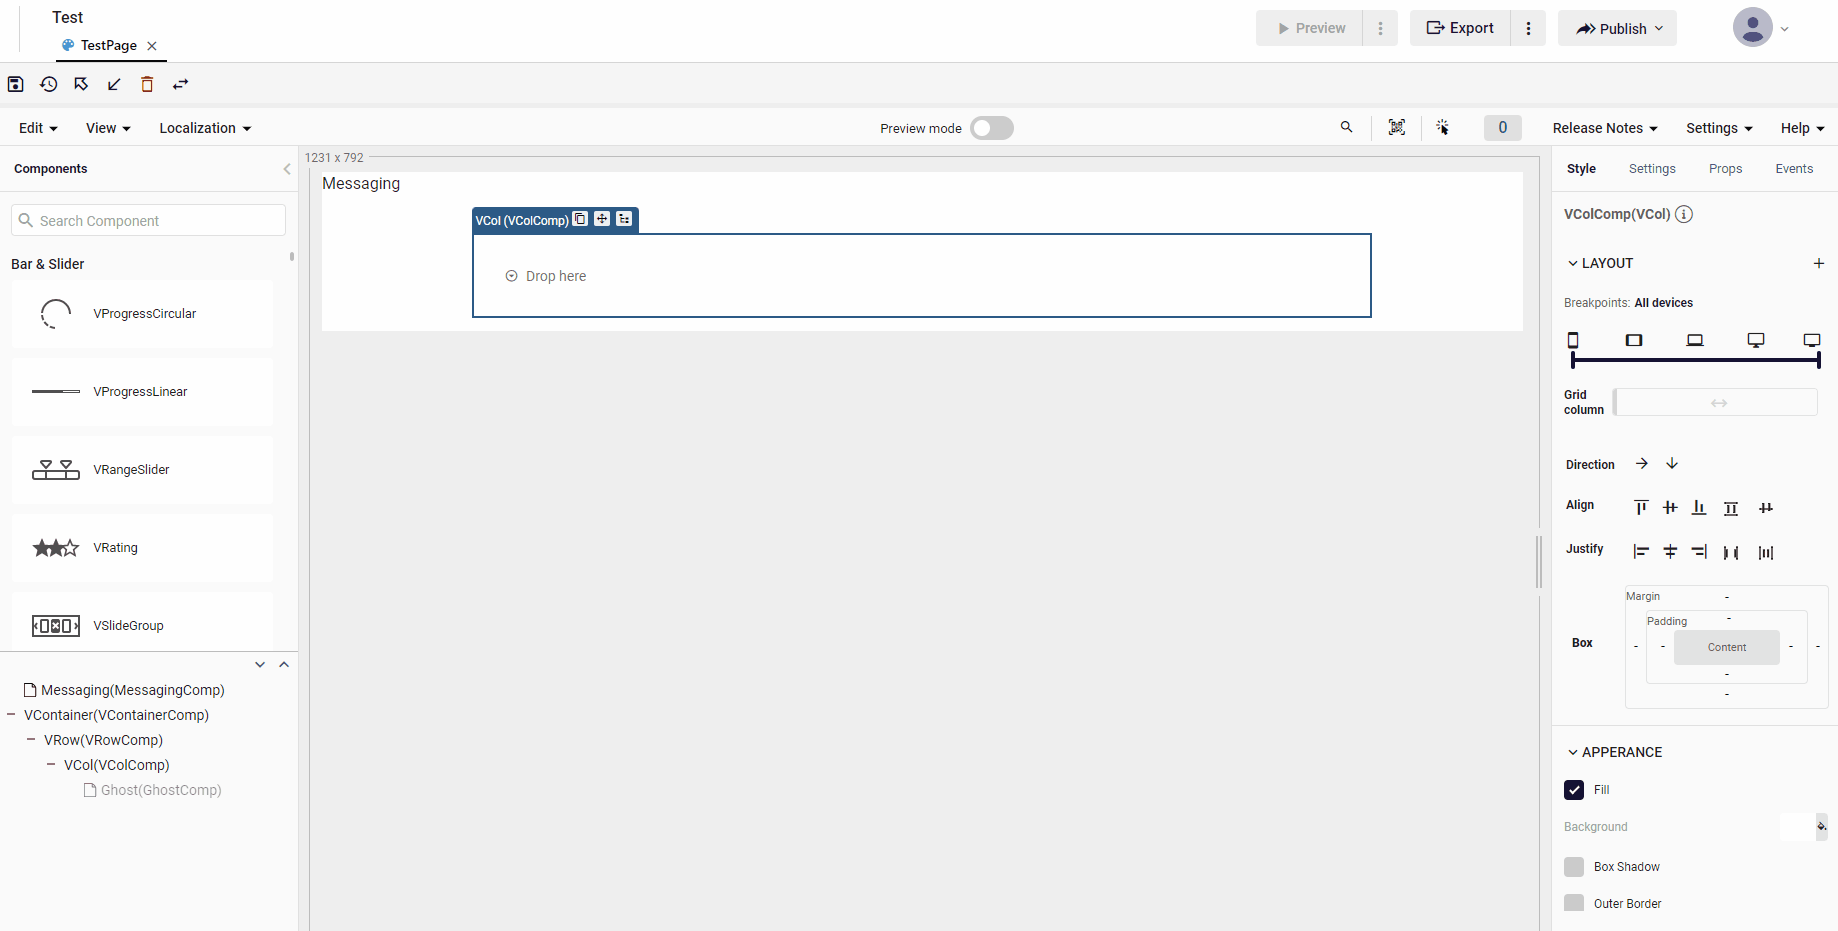 Test
TestPage
Preview
Export
Publish
Edit
View
Localization
Preview mode
0
Release Notes
Settings
Help
Components
Search Component
Bar & Slider
VProgressCircular
VProgressLinear
VRangeSlider
VRating
VSlideGroup
Messaging(MessagingComp)
VContainer(VContainerComp)
VRow(VRowComp)
VCol(VColComp)
Ghost(GhostComp)
1231 x 792
Messaging
VCol (VColComp)
Drop here
Style
Settings
Props
Events
VColComp(VCol)
LAYOUT
Breakpoints: All devices
Grid
column
Direction
Align
Justify
Box
Margin
-
Padding
-
- - Content - -
-
-
APPERANCE
Fill
Background
Box Shadow
Outer Border